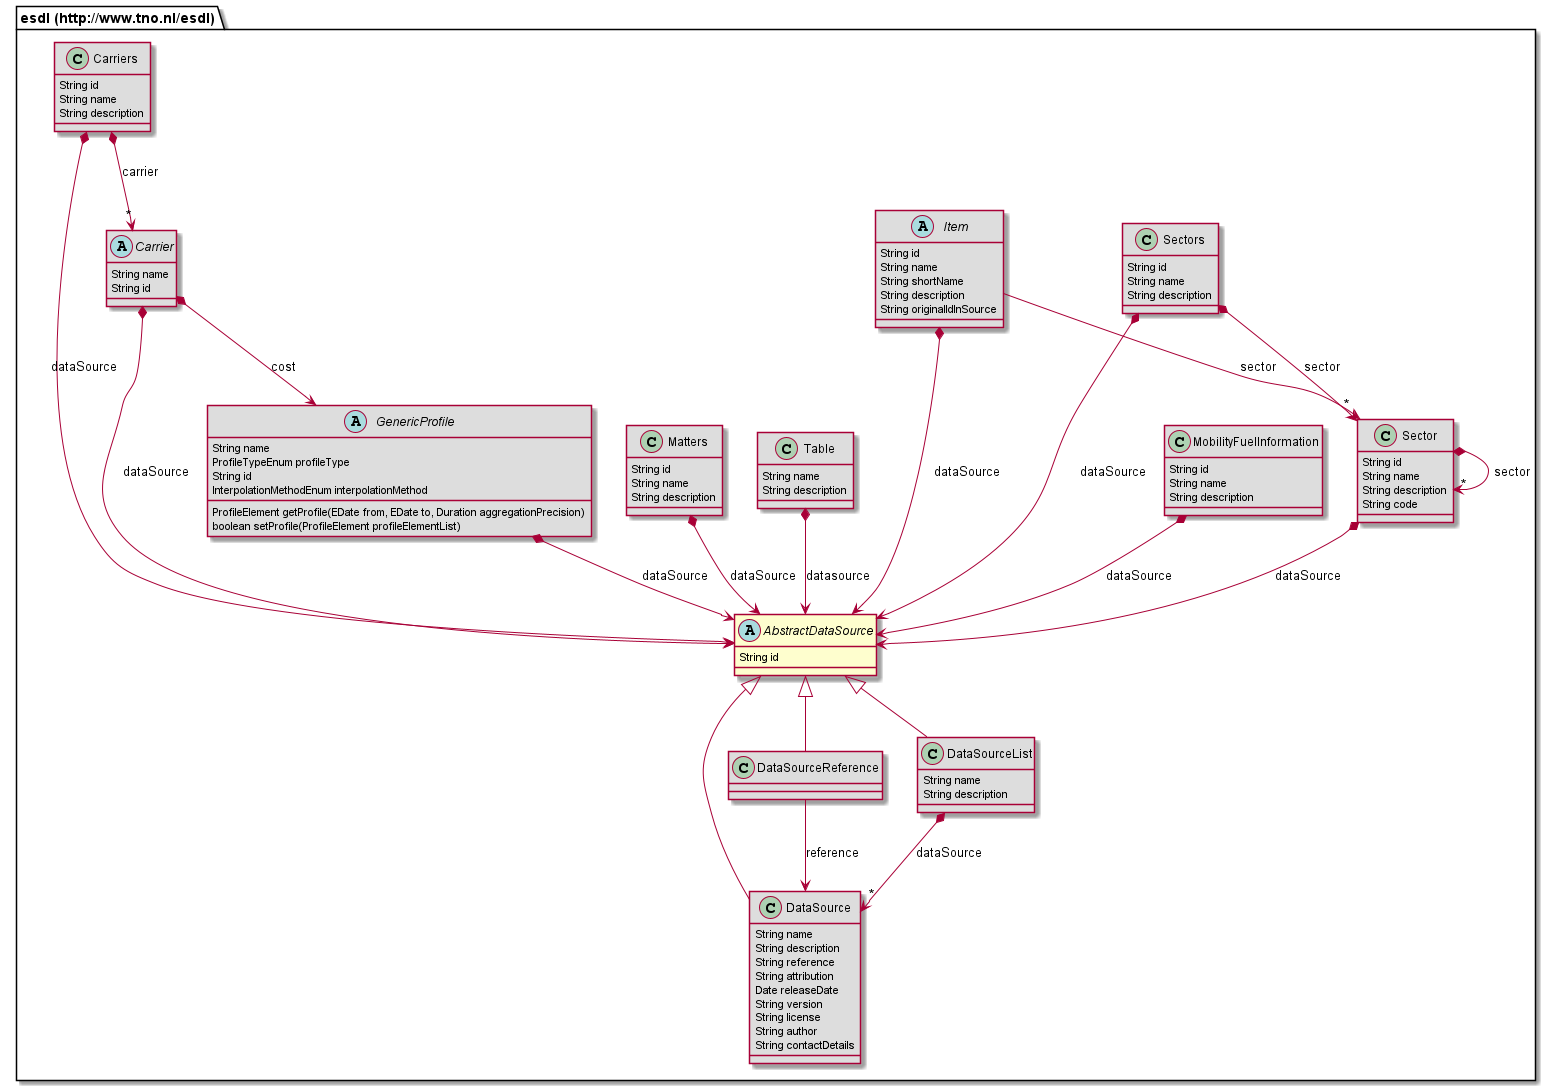 esdl (http://www.tno.nl/esdl)
C Carriers
String id
String name
String description
carrier
*
dataSource
A Carrier
String name
String id
cost
dataSource
A Item
String id
String name
String shortName
String description
originalIdInSource
C Sectors
String id
String name
String description
sector
sector
*
dataSource
dataSource
A GenericProfile
String name
ProfileTypeEnum profileType
String id
InterpolationMethodEnum interpolationMethod
ProfileElement getProfile(EDate from, EDate to, Duration aggregationPrecision)
boolean setProfile(ProfileElement profileElementList)
C Matters
String id
String name
String description
C Table
String name
String description
C MobilityFuelInformation
String id
String name
String description
C Sector
String id
String name
String description
String code
sector
*
dataSource
dataSource
datasource
dataSource
dataSource
A AbstractDataSource
String id
C DataSourceReference
C DataSourceList
String name
String description
reference
dataSource
*
C DataSource
String name
String description
String reference
String attribution
Date releaseDate
String version
String license
String author
String contactDetails